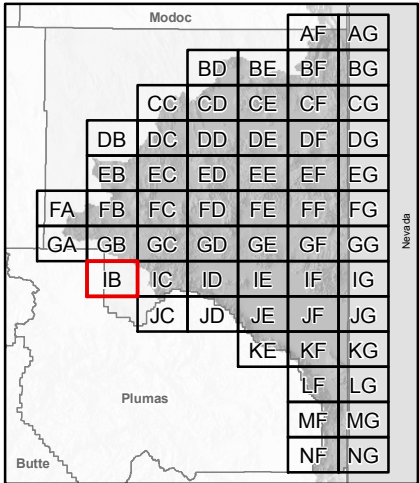 Modoc
AF AG
BD BE BF BG
CC CD CE CF CG
DB DC DD DE DF DG
EB EC ED EE EF EG
FA FB FC FD FE FF FG
GA GB GC GD GE GF GG
Nevada
IB IC ID IE IF IG
JC JD JE JF JG
KE KF KG
LF LG
Plumas
MF MG
Butte
NF NG